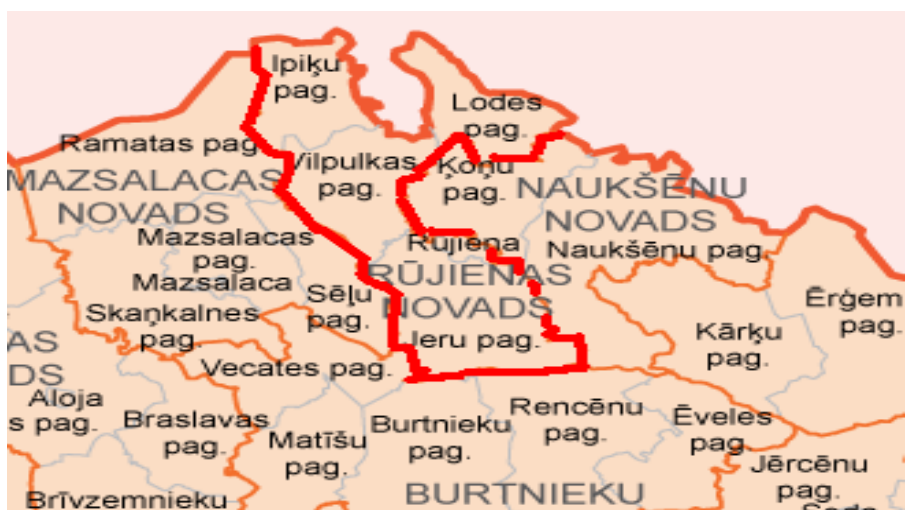 Ipiķu
pag.
Lodes
pag.
Ramatas pag
Vilpulkas
pag.
Ķoņu
pag.
MAZSALACAS
NOVADS
NAUKŠĒNU
NOVADS
Mazsalacas
pag.
Rūjiena
Naukšēnu pag.
Mazsalaca
RŪJIENAS
NOVADS
Sēļu
pag.
Ērģem
pag.
Skaņkalnes
pag.
Kārķu
pag.
AS
DS
Jeru pag.
Vecates pag.
Aloja
s pag.
Braslavas
pag.
Matīšu
pag.
Burtnieku
pag.
Rencēnu
pag.
Ēveles
pag
Jērcēnu
pag.
Brīvzemnieku
BURTNIEKU
Seda